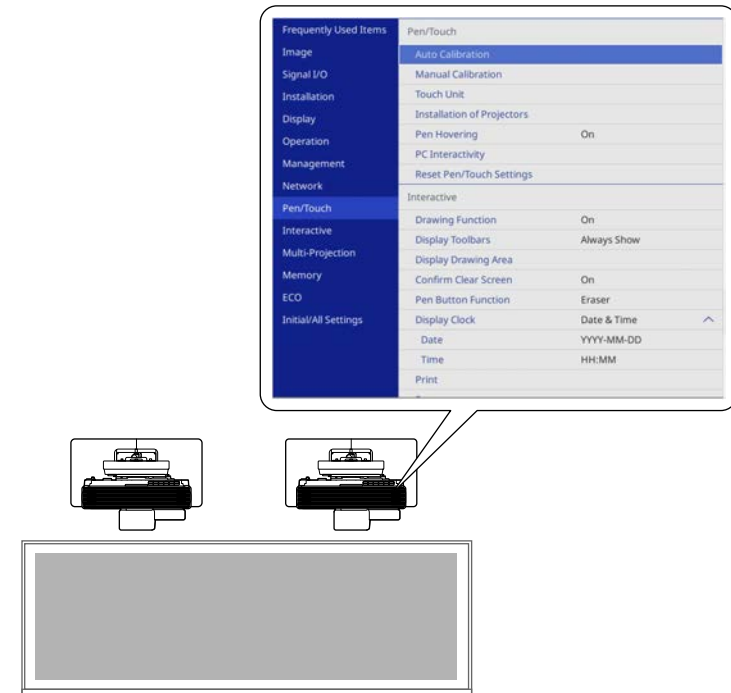 Frequently Used Items
Image
Signal I/O
Installation
Display
Operation
Management
Network
Pen/Touch
Interactive
Multi-Projection
Memory
ECO
Initial/All Settings
Pen/Touch
Auto Calibration
Manual Calibration
Touch Unit
Installation of Projectors
Pen Hovering On
PC Interactivity
Reset Pen/Touch Settings
Interactive
Drawing Function On
Display Toolbars Always Show
Display Drawing Area
Confirm Clear Screen On
Pen Button Function Eraser
Display Clock Date & Time
Date YYYY-MM-DD
Time HH:MM
Print